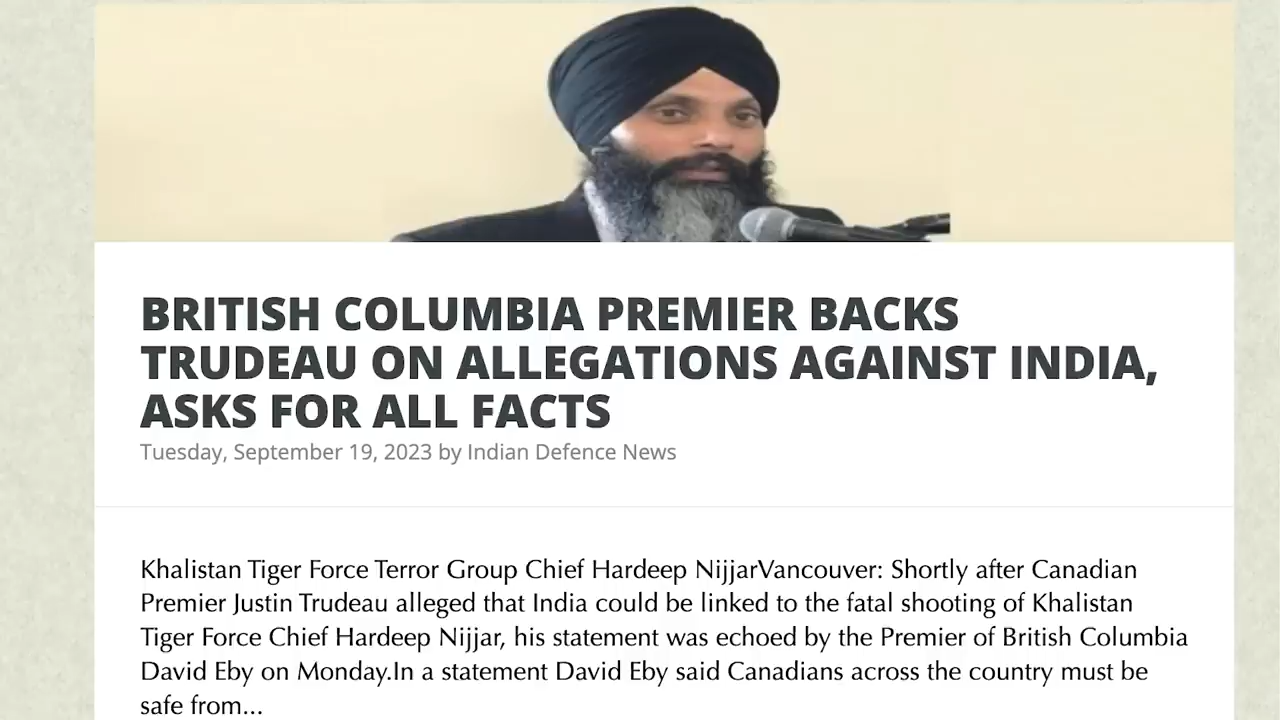 BRITISH COLUMBIA PREMIER BACKS
TRUDEAU ON ALLEGATIONS AGAINST INDIA,
ASKS FOR ALL FACTS
Tuesday, September 19, 2023 by Indian Defence News
Khalistan Tiger Force Terror Group Chief Hardeep NijjarVancouver: Shortly after Canadian
Premier Justin Trudeau alleged that India could be linked to the fatal shooting of Khalistan
Tiger Force Chief Hardeep Nijjar, his statement was echoed by the Premier of British Columbia
David Eby on Monday.In a statement David Eby said Canadians across the country must be
safe from...